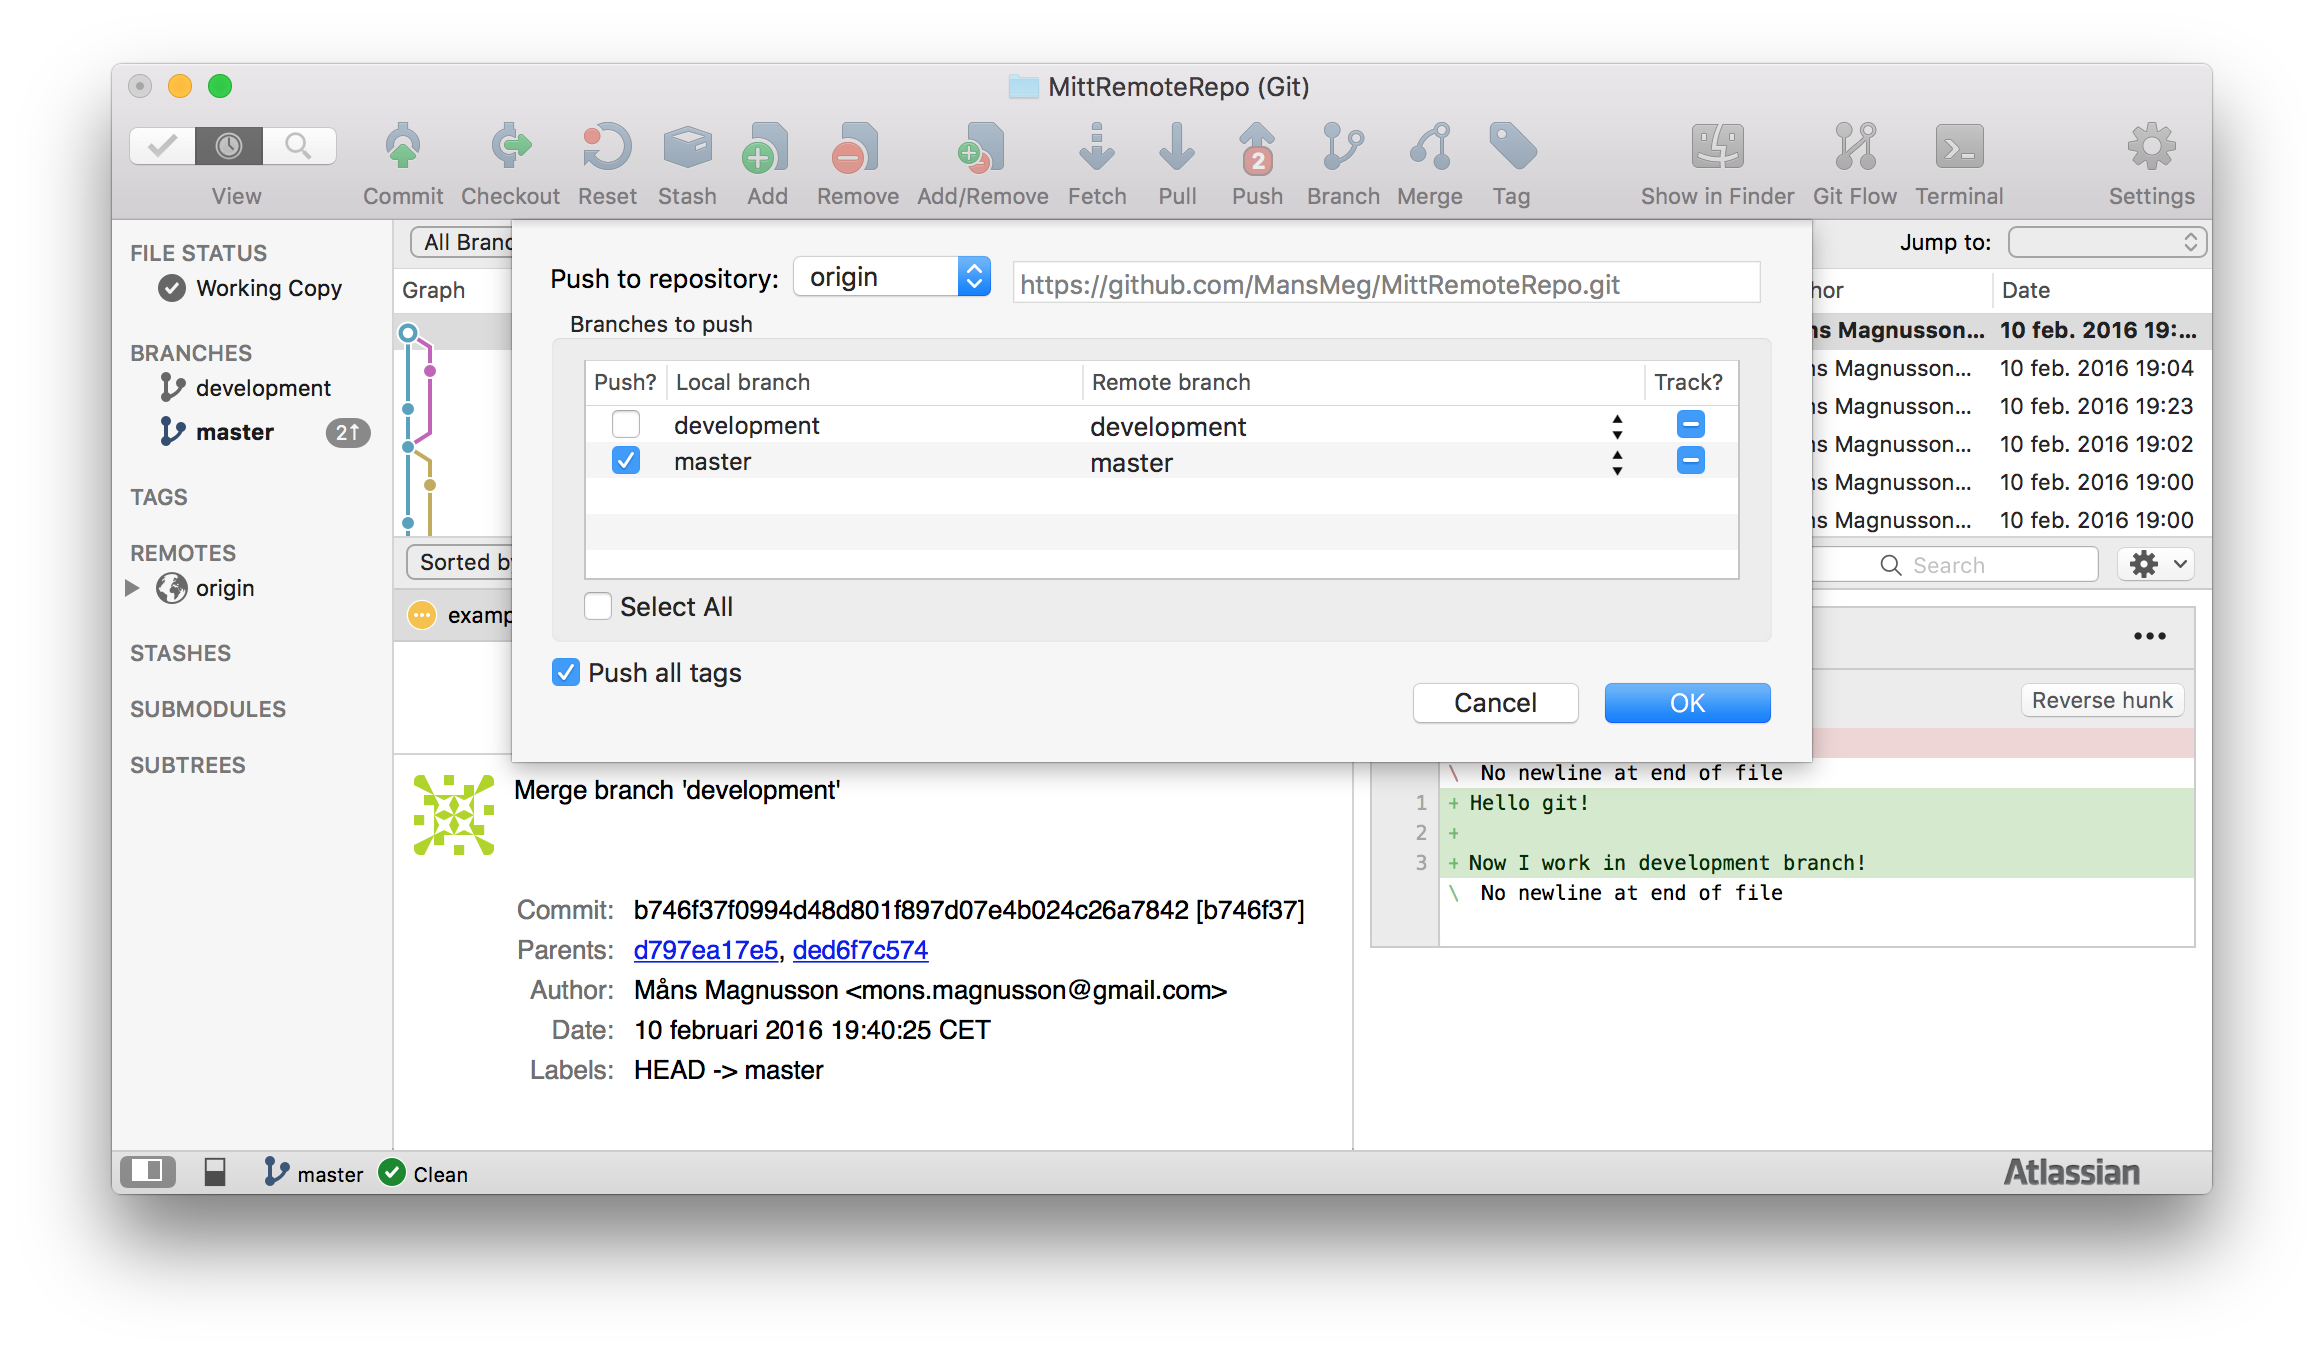 MittRemoteRepo (Git)
View Commit Checkout Reset Stash Add Remove Add/Remove Fetch Pull 2 Push Branch Merge Tag Show in Finder Git Flow Terminal Settings
FILE STATUS
Working Copy
BRANCHES
development
master 2↑
TAGS
REMOTES
origin
STASHES
SUBMODULES
SUBTREES
All Branc
Jump to:
Graph
hor Date
ns Magnusson... 10 feb. 2016 19:...
ns Magnusson... 10 feb. 2016 19:04
ns Magnusson... 10 feb. 2016 19:23
ns Magnusson... 10 feb. 2016 19:02
ns Magnusson... 10 feb. 2016 19:00
ns Magnusson... 10 feb. 2016 19:00
Sorted by
Search
examp
Push to repository: origin https://github.com/MansMeg/MittRemoteRepo.git
Branches to push
Push? Local branch Remote branch Track?
development development
master master
Select All
Push all tags
Cancel OK
Reverse hunk
\ No newline at end of file
1 + Hello git!
2 +
3 + Now I work in development branch!
\ No newline at end of file
Merge branch 'development'
Commit: b746f37f0994d48d801f897d07e4b024c26a7842 [b746f37]
Parents: d797ea17e5, ded6f7c574
Author: Måns Magnusson <mons.magnusson@gmail.com>
Date: 10 februari 2016 19:40:25 CET
Labels: HEAD -> master
master Clean
Atlassian